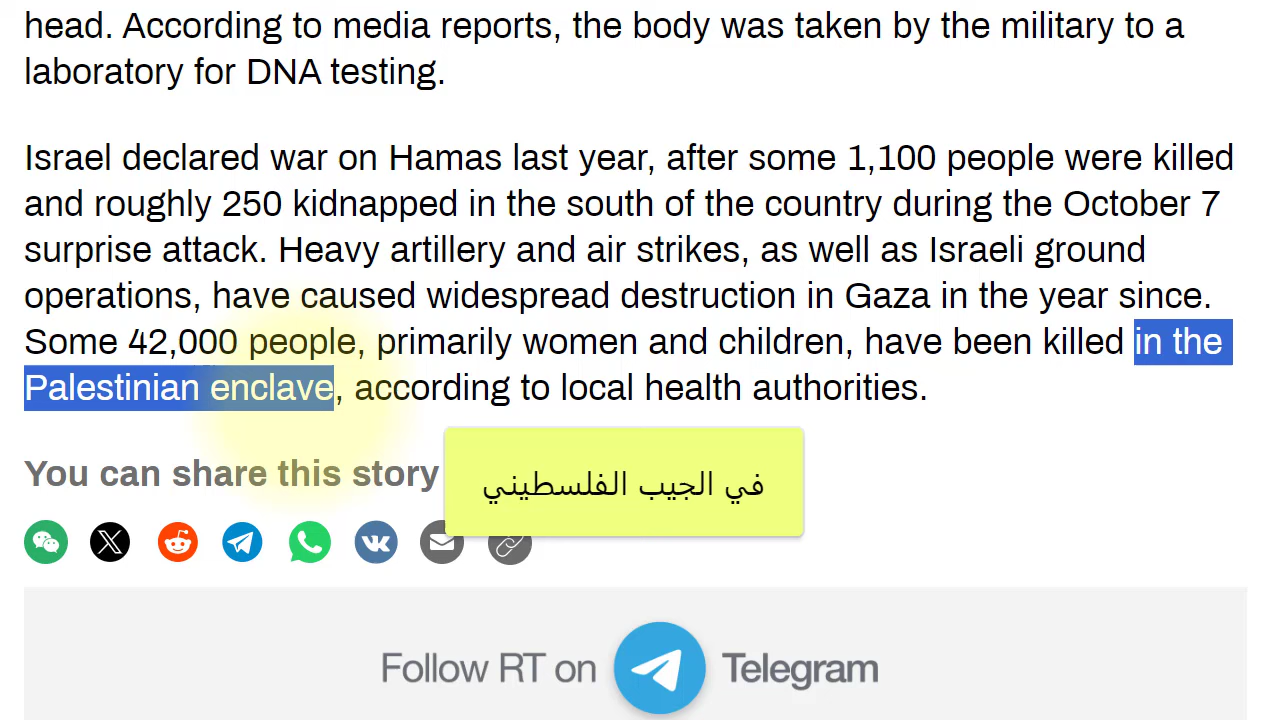 head. According to media reports, the body was taken by the military to a
laboratory for DNA testing.
Israel declared war on Hamas last year, after some 1,100 people were killed
and roughly 250 kidnapped in the south of the country during the October 7
surprise attack. Heavy artillery and air strikes, as well as Israeli ground
operations, have caused widespread destruction in Gaza in the year since.
Some 42,000 people, primarily women and children, have been killed in the
Palestinian enclave, according to local health authorities.
You can share this story
في الجيب الفلسطيني
Follow RT on Telegram